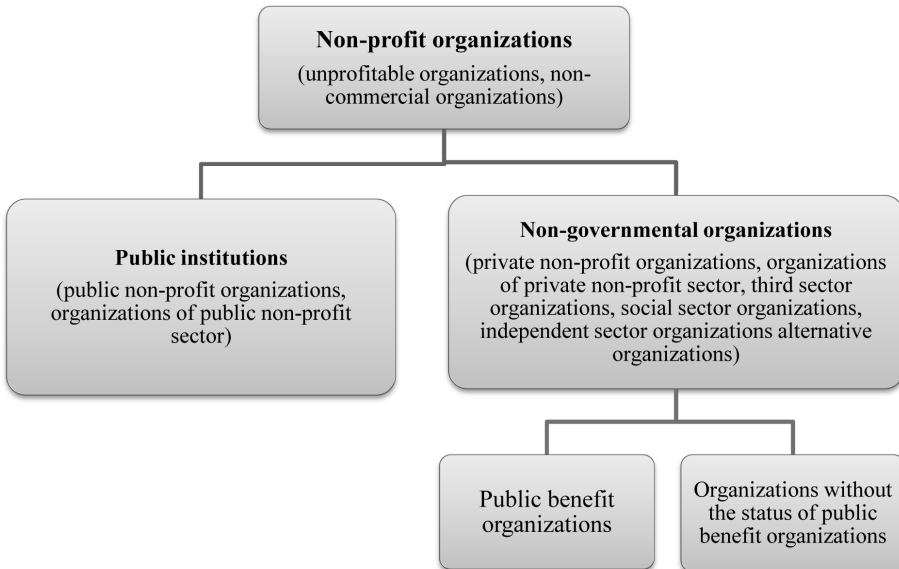 Non-profit organizations
(unprofitable organizations, non-
commercial organizations)
Public institutions
(public non-profit organizations,
organizations of public non-profit
sector)
Non-governmental organizations
(private non-profit organizations, organizations
of private non-profit sector, third sector
organizations, social sector organizations,
independent sector organizations alternative
organizations)
Public benefit
organizations
Organizations without
the status of public
benefit organizations